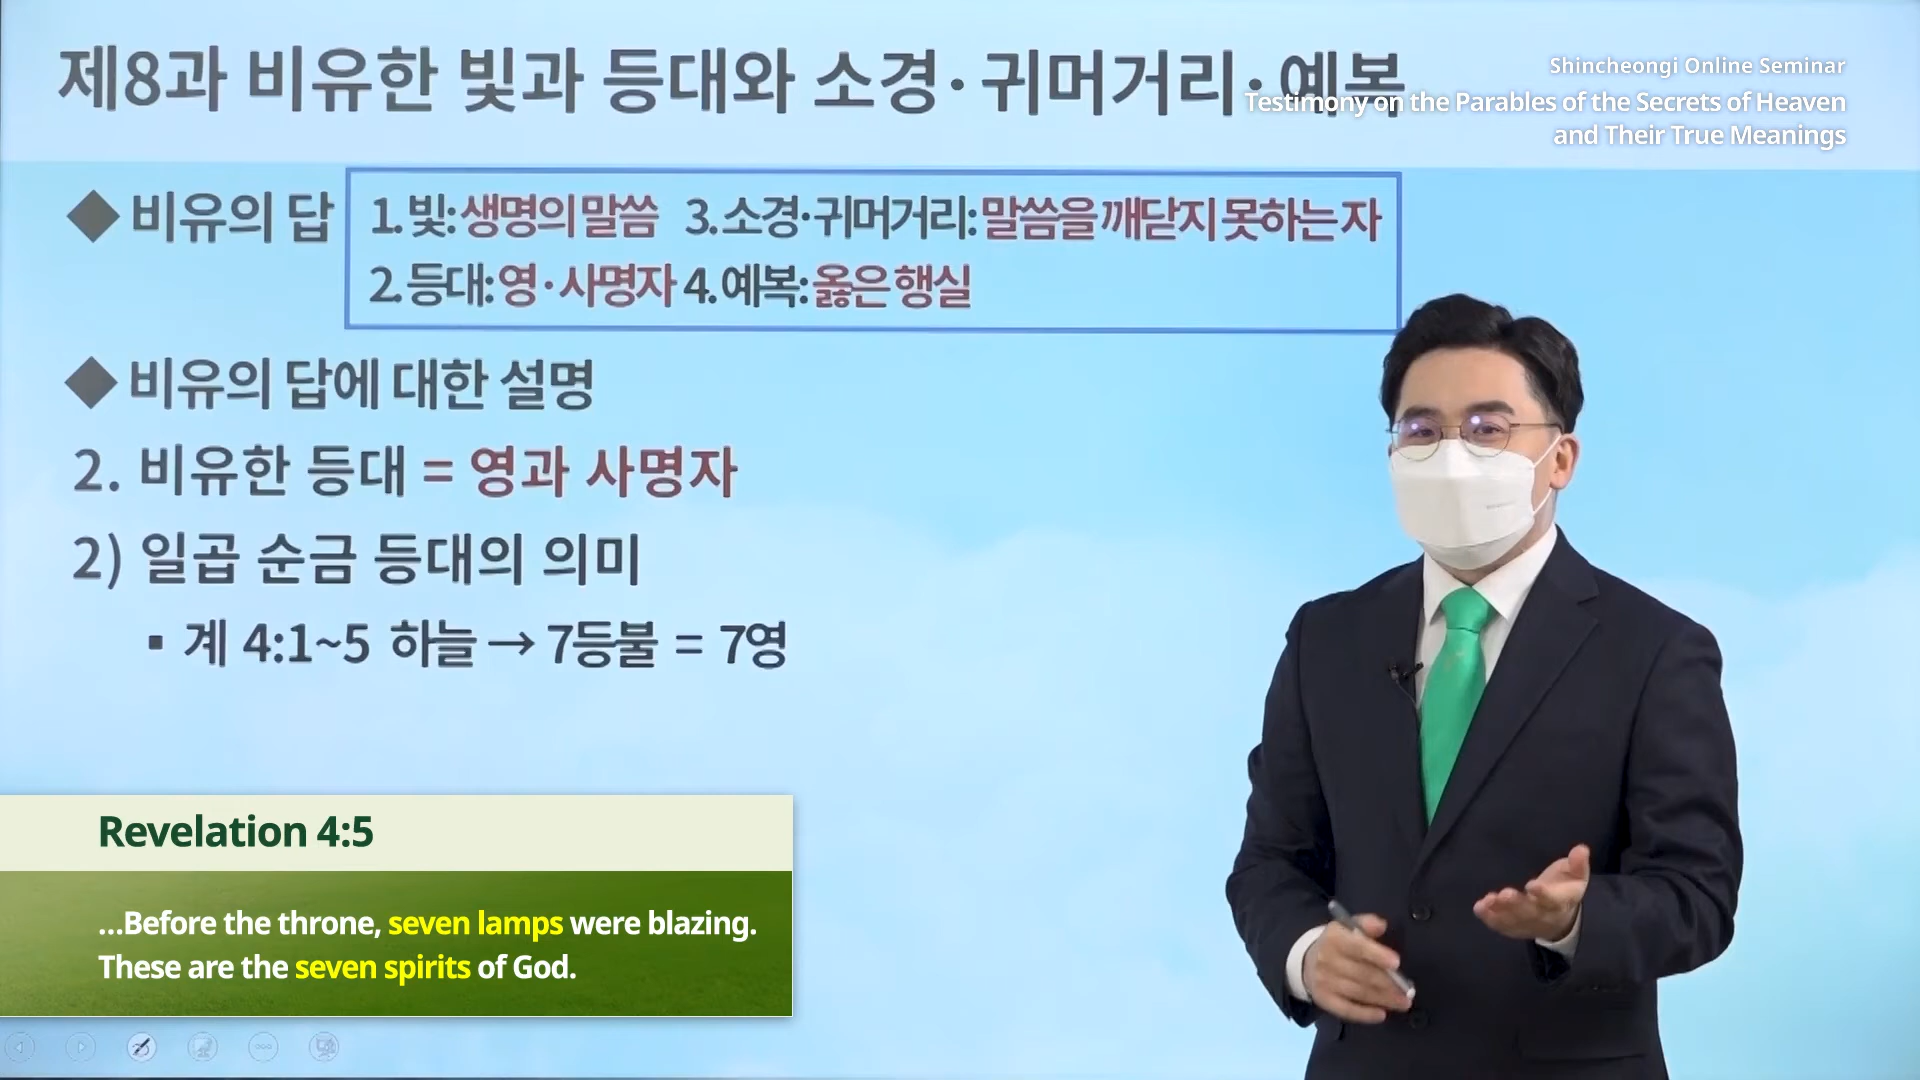 제8과 비유한 빛과 등대와 소경·귀머거리·예복
Shincheongi Online Seminar
Testimony on the Parables of the Secrets of Heaven
and Their True Meanings
◆ 비유의 답
1. 빛: 생명의 말씀 3. 소경·귀머거리: 말씀을 깨닫지 못하는 자
2. 등대: 영·사명자 4. 예복: 옳은 행실
◆ 비유의 답에 대한 설명
2. 비유한 등대 = 영과 사명자
2) 일곱 순금 등대의 의미
▪ 계 4:1~5 하늘 → 7등불 = 7영
Revelation 4:5
...Before the throne, seven lamps were blazing.
These are the seven spirits of God.